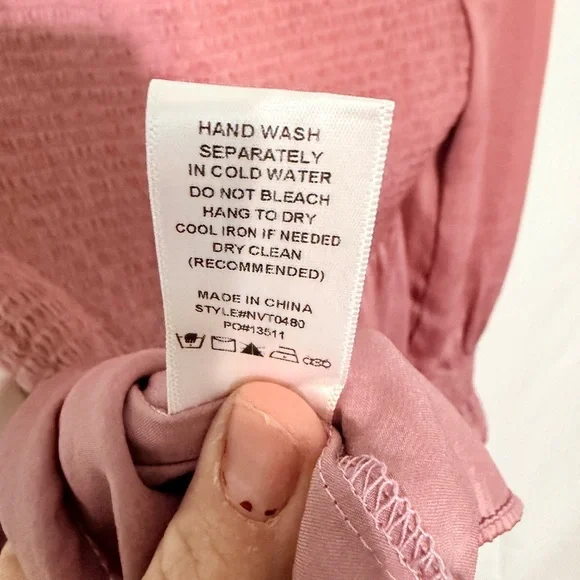 HAND WASH
SEPARATELY
IN COLD WATER
DO NOT BLEACH
HANG TO DRY
COOL IRON IF NEEDED
DRY CLEAN
(RECOMMENDED)
MADE IN CHINA
STYLE#NVT0480
PO#13511